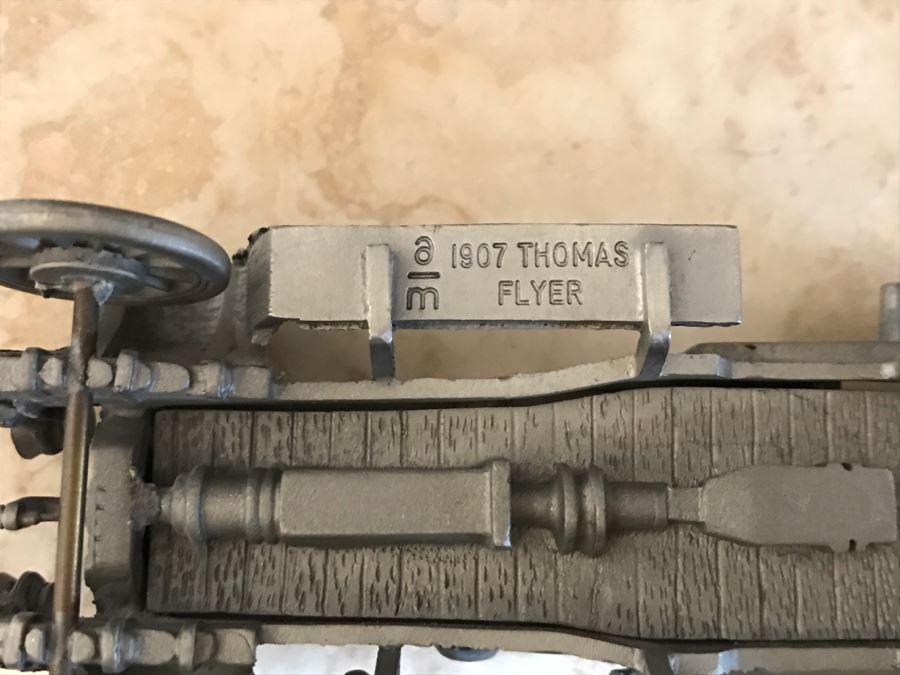 a
m
1907 THOMAS
FLYER